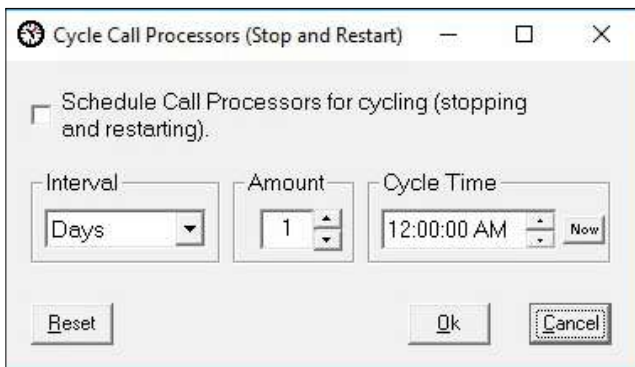 Cycle Call Processors (Stop and Restart)
Schedule Call Processors for cycling (stopping
and restarting).
Interval Amount Cycle Time
Days 1 12:00:00 AM Now
Reset Ok Cancel